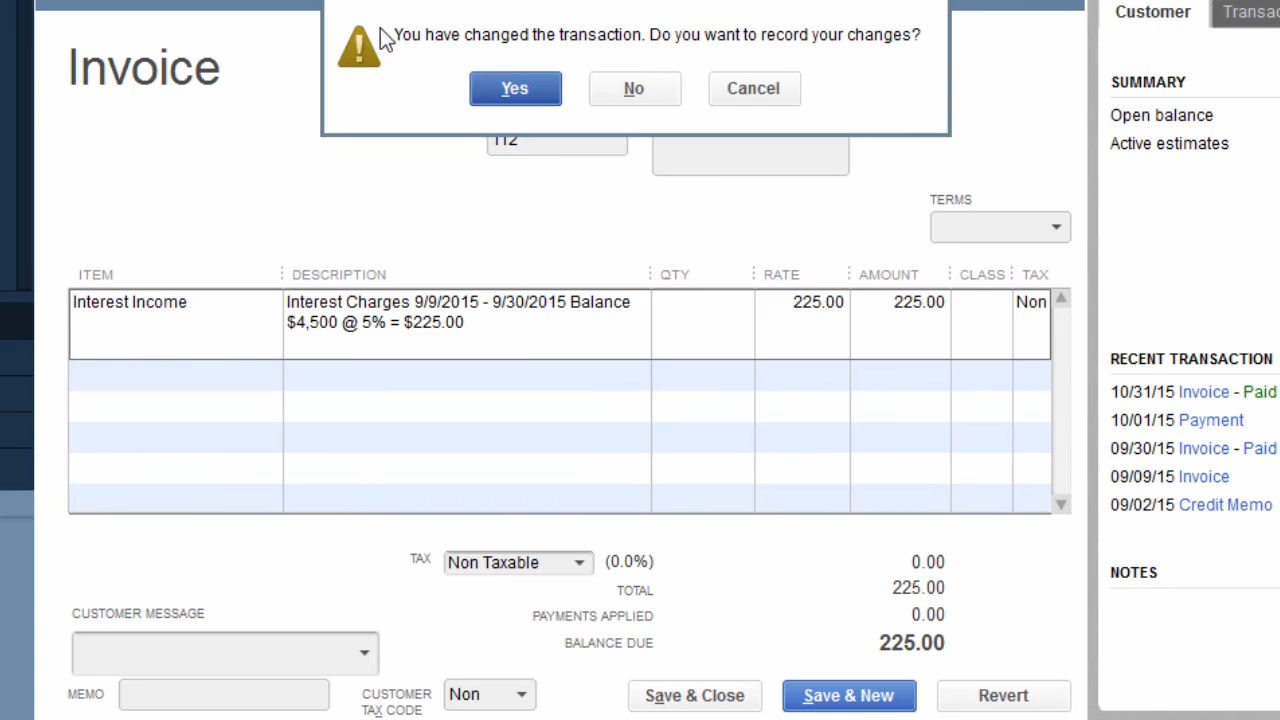 Customer
Invoice
You have changed the transaction. Do you want to record your changes?
Yes No Cancel
SUMMARY
Open balance
Active estimates
112
TERMS
ITEM DESCRIPTION QTY RATE AMOUNT CLASS TAX
Interest Income Interest Charges 9/9/2015 - 9/30/2015 Balance 225.00 225.00 Non
$4,500 @ 5% = $225.00
RECENT TRANSACTION
10/31/15 Invoice - Paid
10/01/15 Payment
09/30/15 Invoice - Paid
09/09/15 Invoice
09/02/15 Credit Memo
TAX Non Taxable (0.0%) 0.00
TOTAL 225.00
PAYMENTS APPLIED 0.00
BALANCE DUE 225.00
NOTES
CUSTOMER MESSAGE
MEMO
CUSTOMER
TAX CODE
Non
Save & Close Save & New Revert